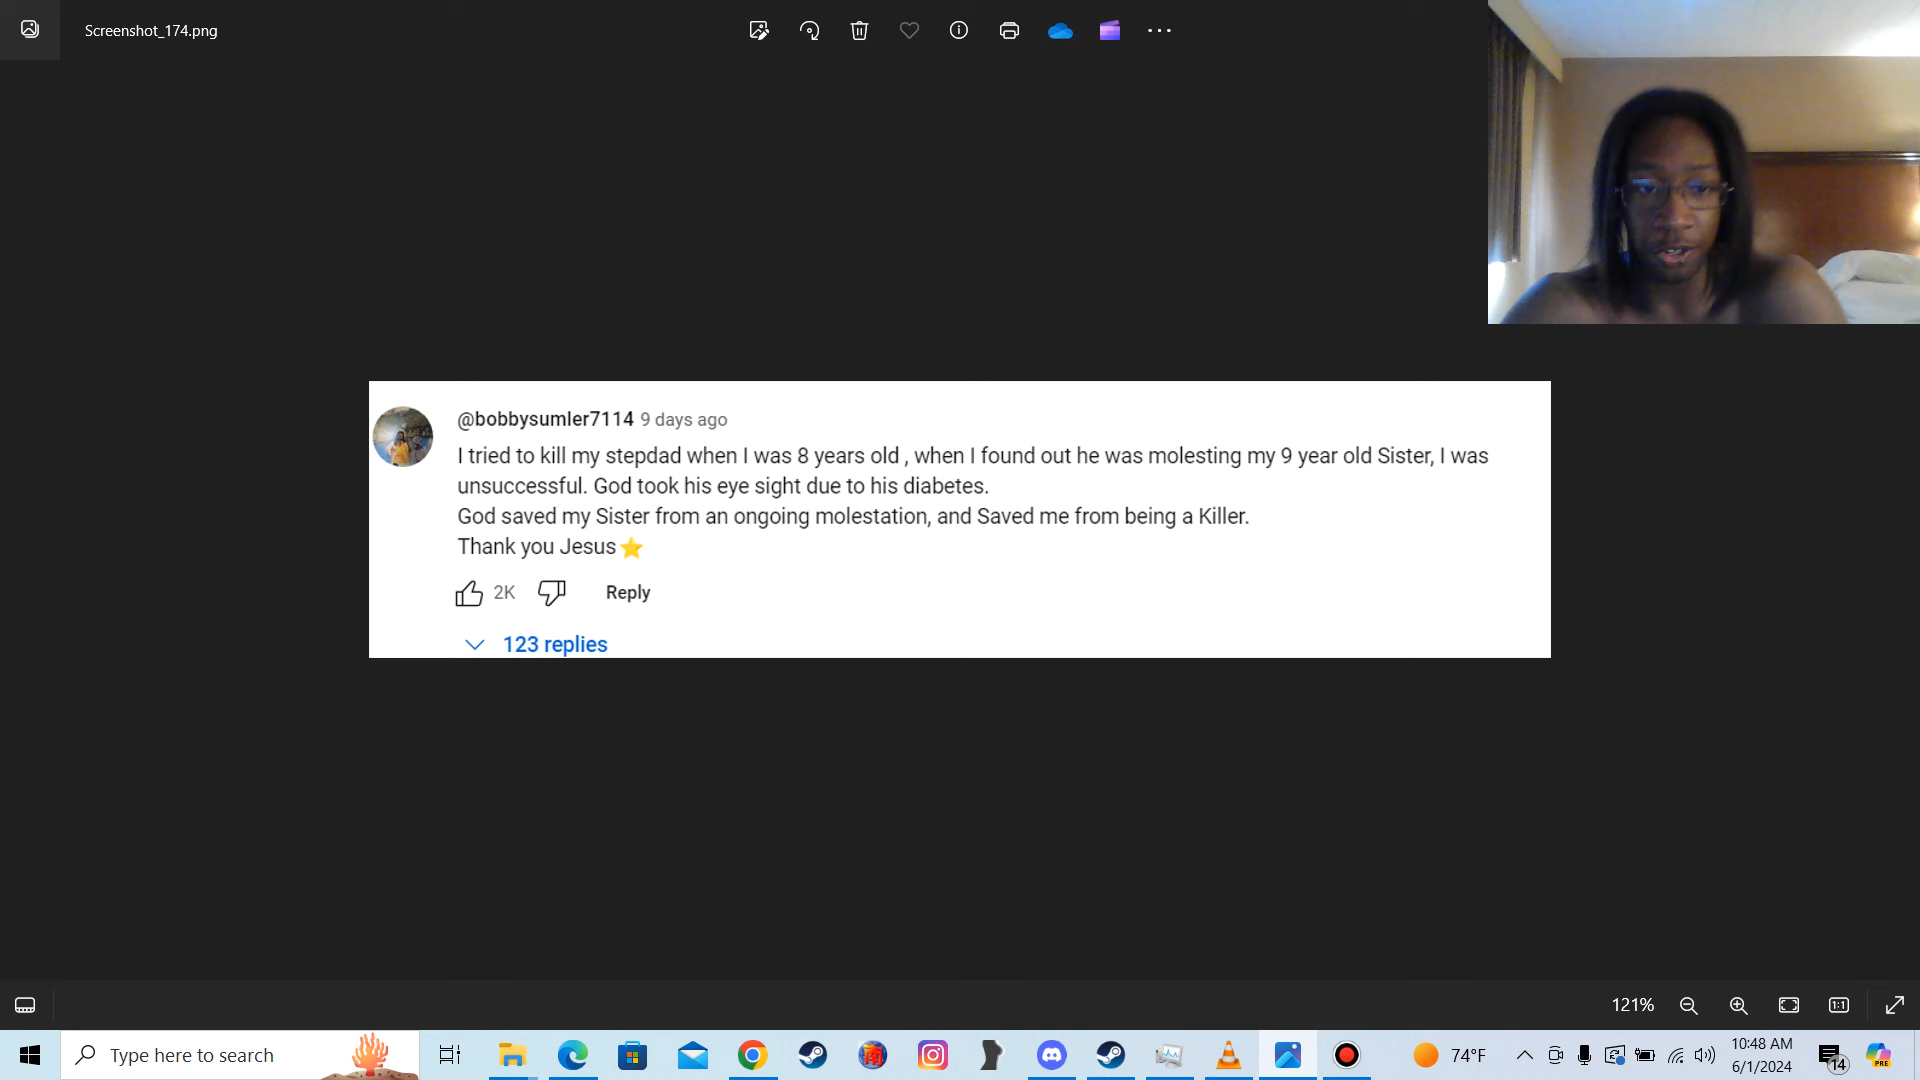 Screenshot_174.png
@bobbysumler7114 9 days ago
I tried to kill my stepdad when I was 8 years old , when I found out he was molesting my 9 year old Sister, I was
unsuccessful. God took his eye sight due to his diabetes.
God saved my Sister from an ongoing molestation, and Saved me from being a Killer.
Thank you Jesus⭐
2K Reply
123 replies
121% 1:1
Type here to search
74°F
10:48 AM
6/1/2024
14
PRE